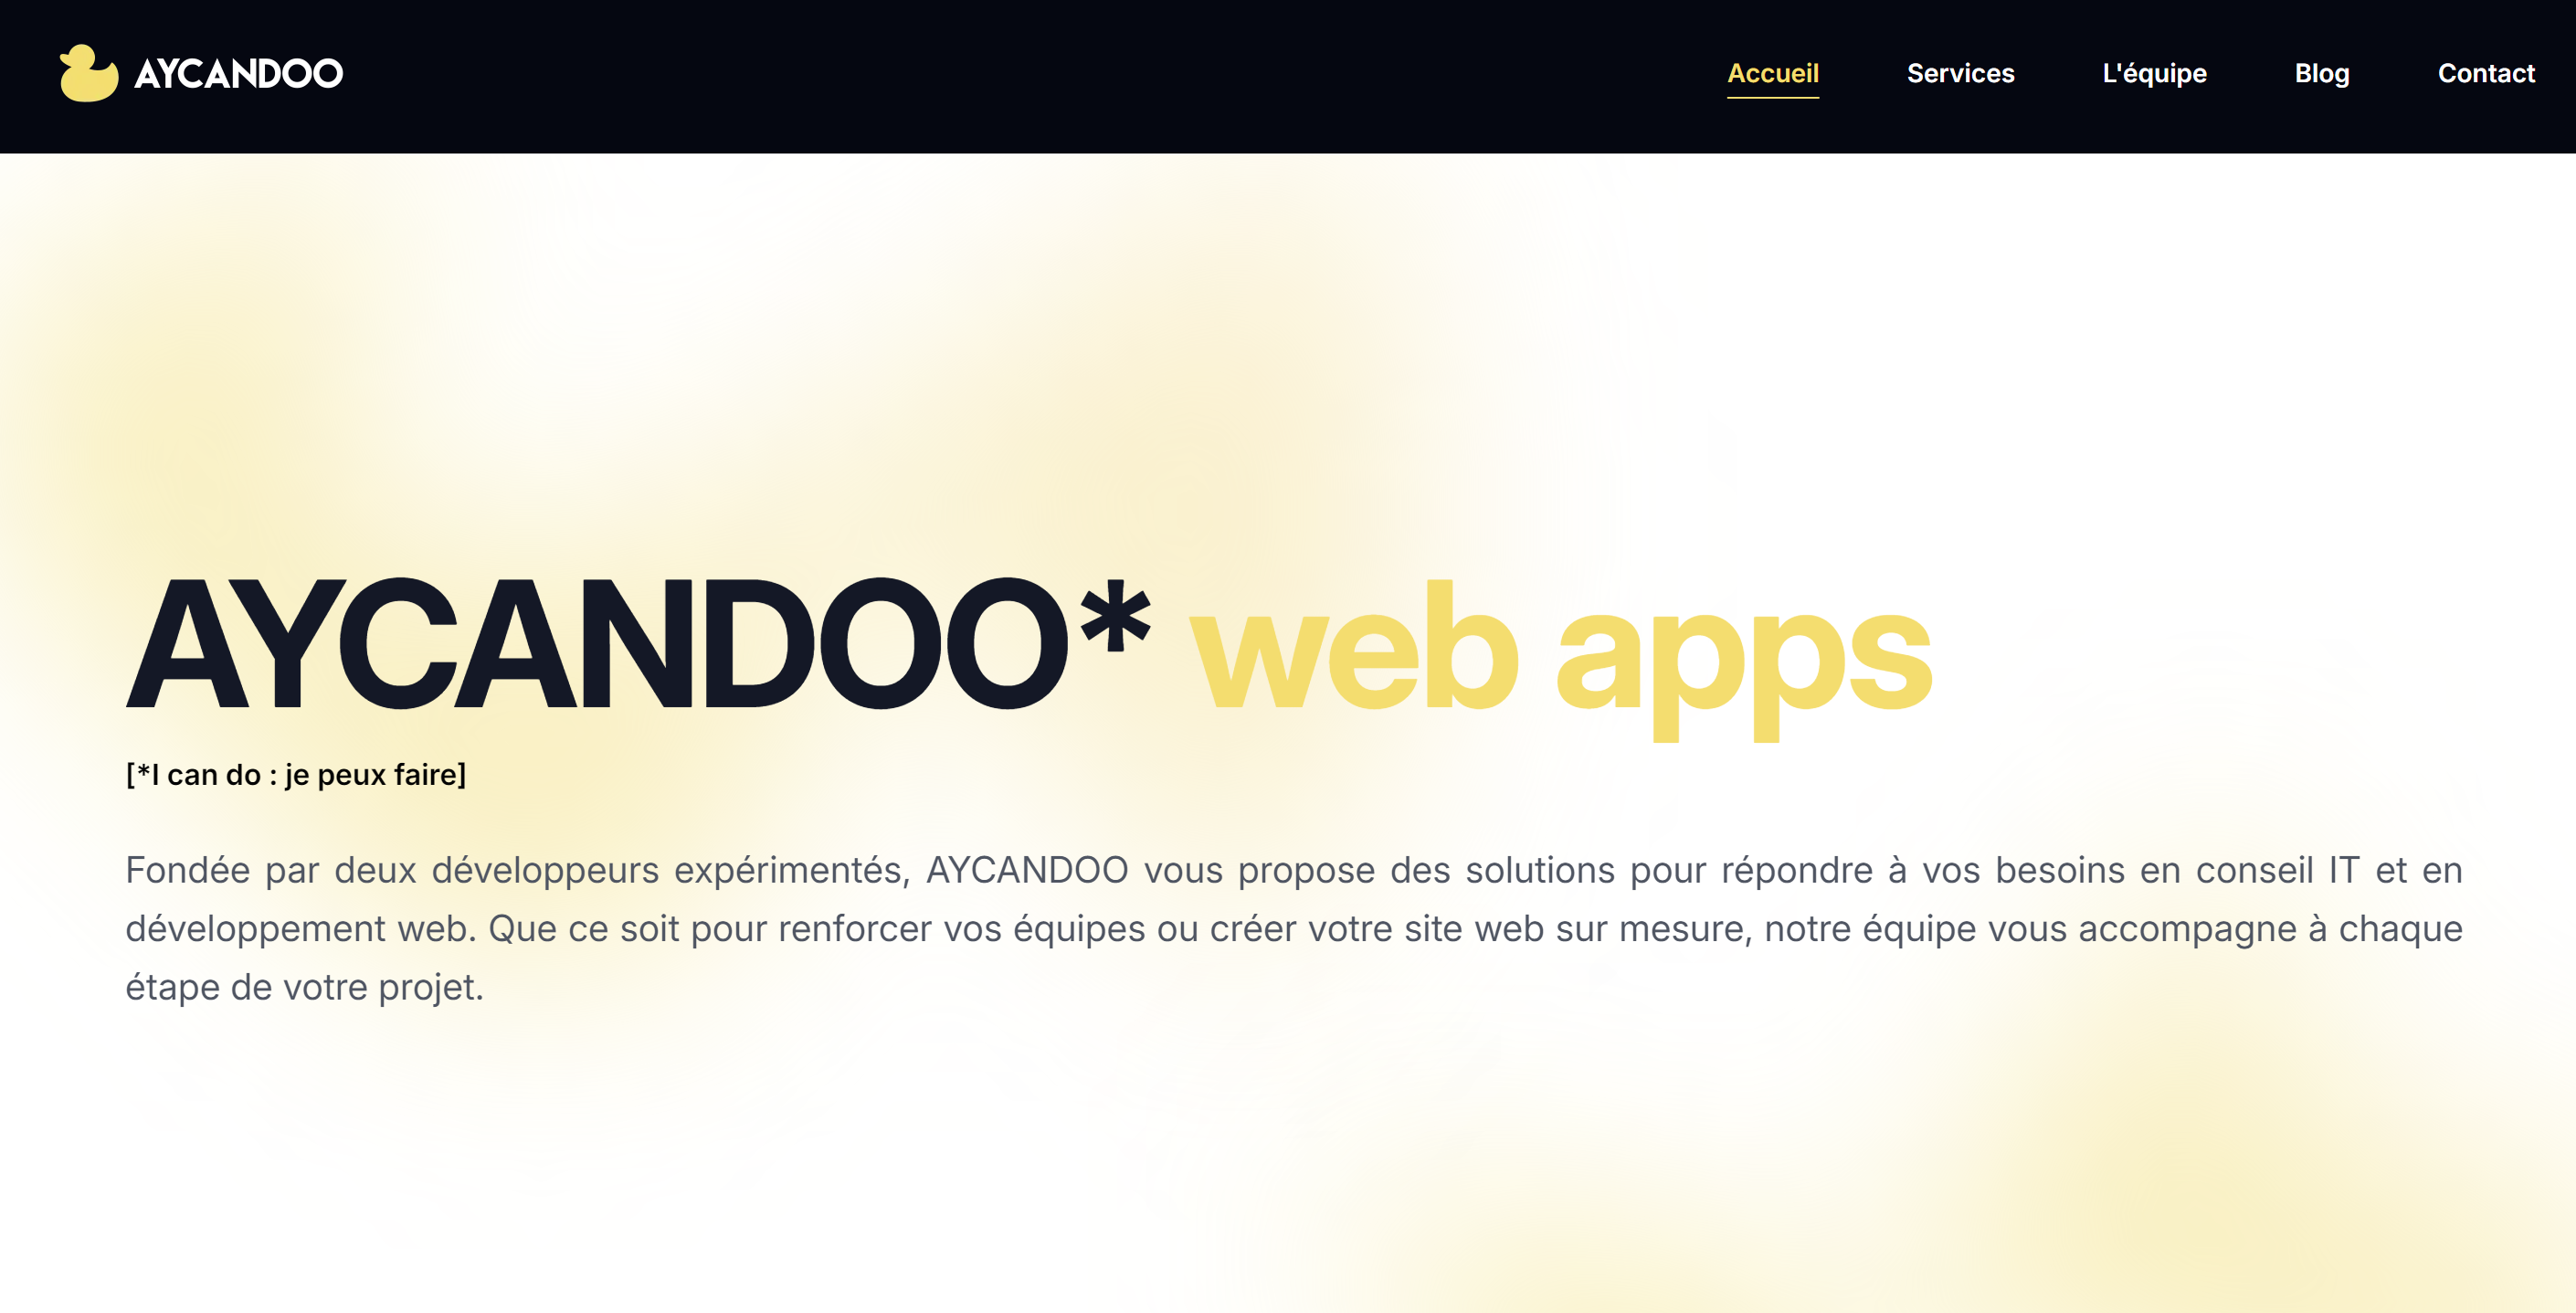 AYCANDOO
Accueil
Services
L'équipe
Blog
Contact
AYCANDOO* web apps
[*I can do : je peux faire]
Fondée par deux développeurs expérimentés, AYCANDOO vous propose des solutions pour répondre à vos besoins en conseil IT et en
développement web. Que ce soit pour renforcer vos équipes ou créer votre site web sur mesure, notre équipe vous accompagne à chaque
étape de votre projet.